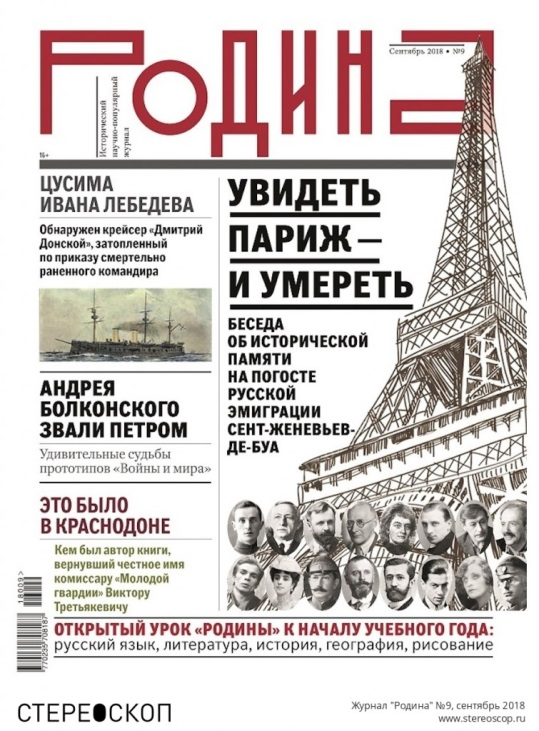 РОДИНА
Сентябрь 2018 • №9
Исторический
научно-популярный
журнал
16+
ЦУСИМА
ИВАНА ЛЕБЕДЕВА
Обнаружен крейсер «Дмитрий
Донской», затопленный
по приказу смертельно
раненного командира
УВИДЕТЬ
ПАРИЖ —
И УМЕРЕТЬ
БЕСЕДА
ОБ ИСТОРИЧЕСКОЙ
ПАМЯТИ
НА ПОГОСТЕ
РУССКОЙ
ЭМИГРАЦИИ
СЕНТ-ЖЕНЕВЬЕВ-
ДЕ-БУА
АНДРЕЯ
БОЛКОНСКОГО
ЗВАЛИ ПЕТРОМ
Удивительные судьбы
прототипов «Войны и мира»
ЭТО БЫЛО
В КРАСНОДОНЕ
Кем был автор книги,
вернувший честное имя
комиссару «Молодой
гвардии» Виктору
Третьякевичу
18009>
9 770235 708187
ОТКРЫТЫЙ УРОК «РОДИНЫ» К НАЧАЛУ УЧЕБНОГО ГОДА:
русский язык, литература, история, география, рисование
СТЕРЕОСКОП
Журнал "Родина" №9, сентябрь 2018
www.stereoscop.ru